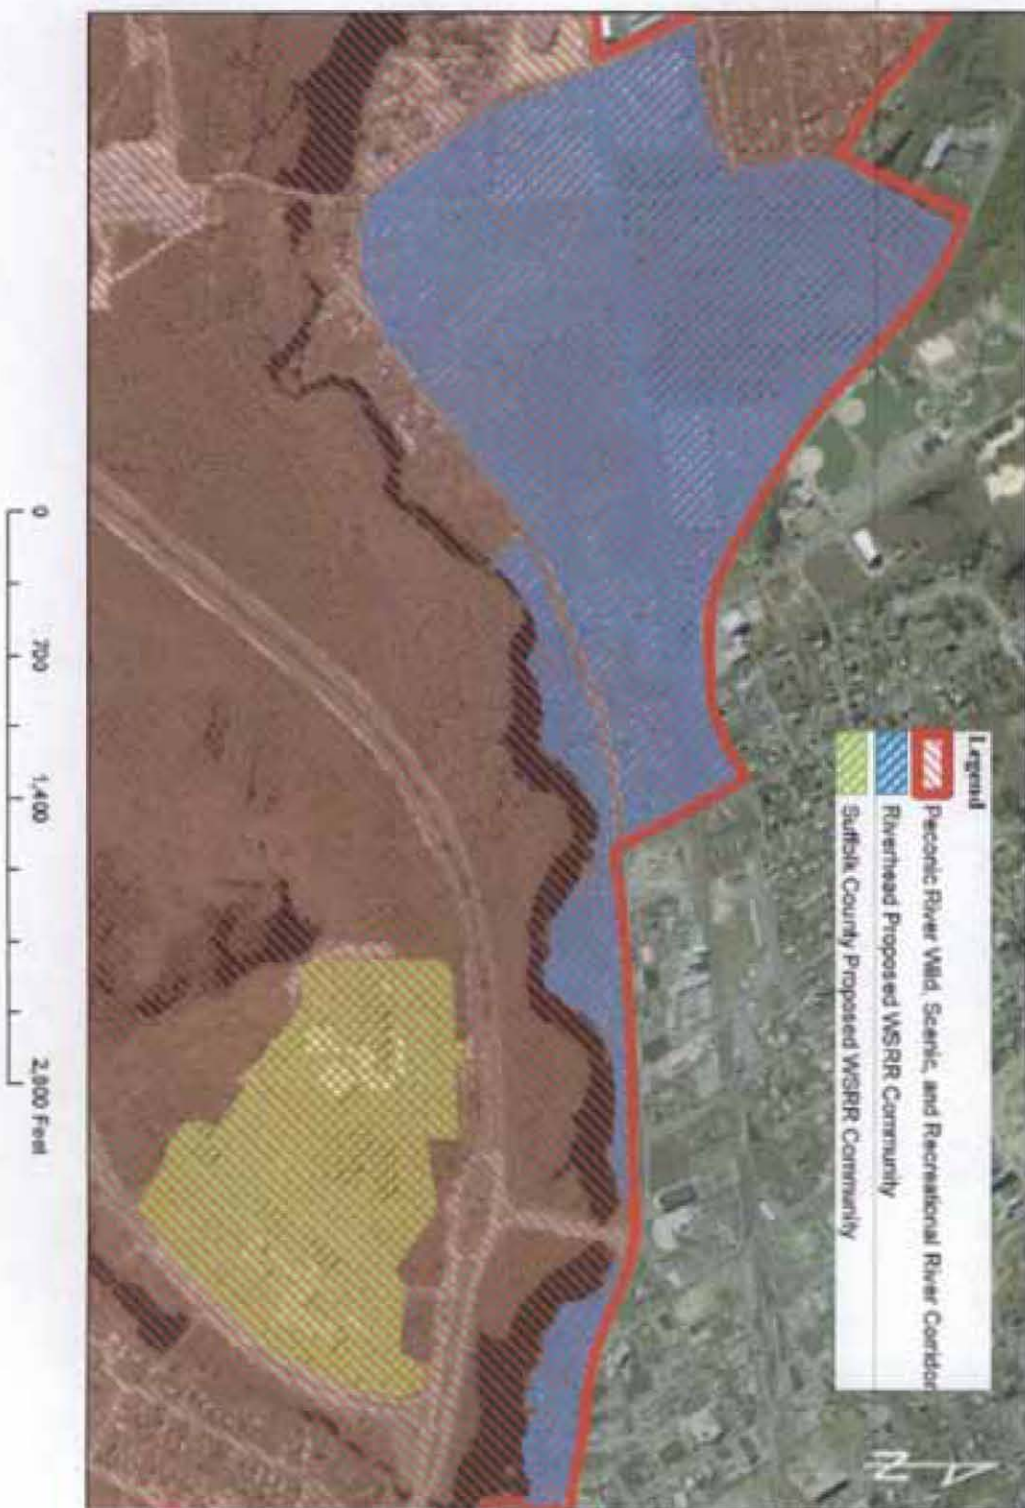 Legend
Peconic River Wild, Scenic, and Recreational River Corridor
Riverhead Proposed WSRR Community
Suffolk County Proposed WSRR Community
N
0 700 1,400 2,800 Feet